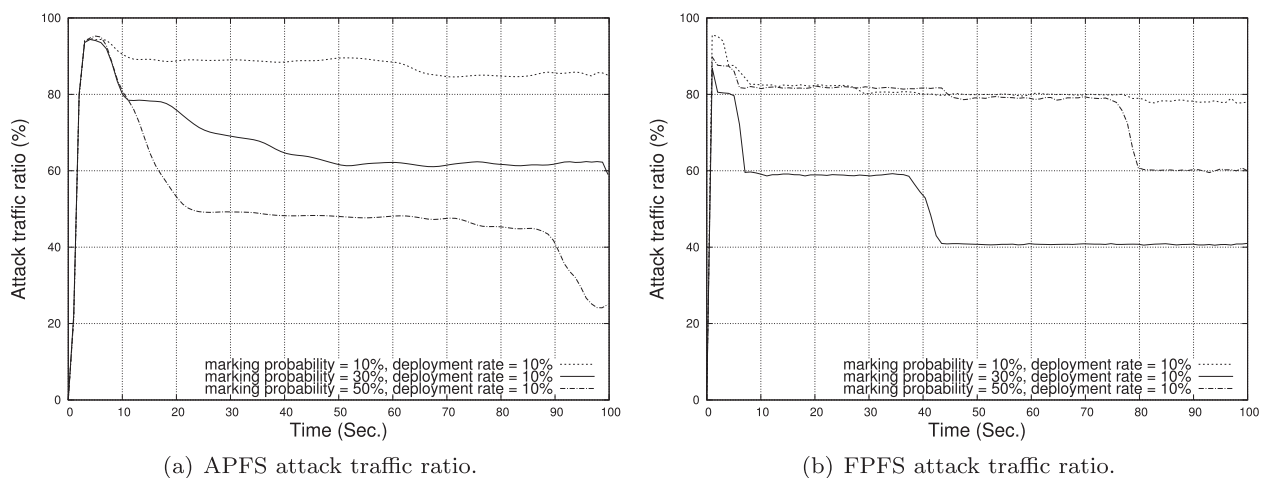 100
80
60
40
20
0
Attack traffic ratio (%)
marking probability = 10%, deployment rate = 10%
marking probability = 30%, deployment rate = 10%
marking probability = 50%, deployment rate = 10%
0 10 20 30 40 50 60 70 80 90 100
Time (Sec.)
(a) APFS attack traffic ratio.
100
80
60
40
20
0
Attack traffic ratio (%)
marking probability = 10%, deployment rate = 10%
marking probability = 30%, deployment rate = 10%
marking probability = 50%, deployment rate = 10%
0 10 20 30 40 50 60 70 80 90 100
Time (Sec.)
(b) FPFS attack traffic ratio.